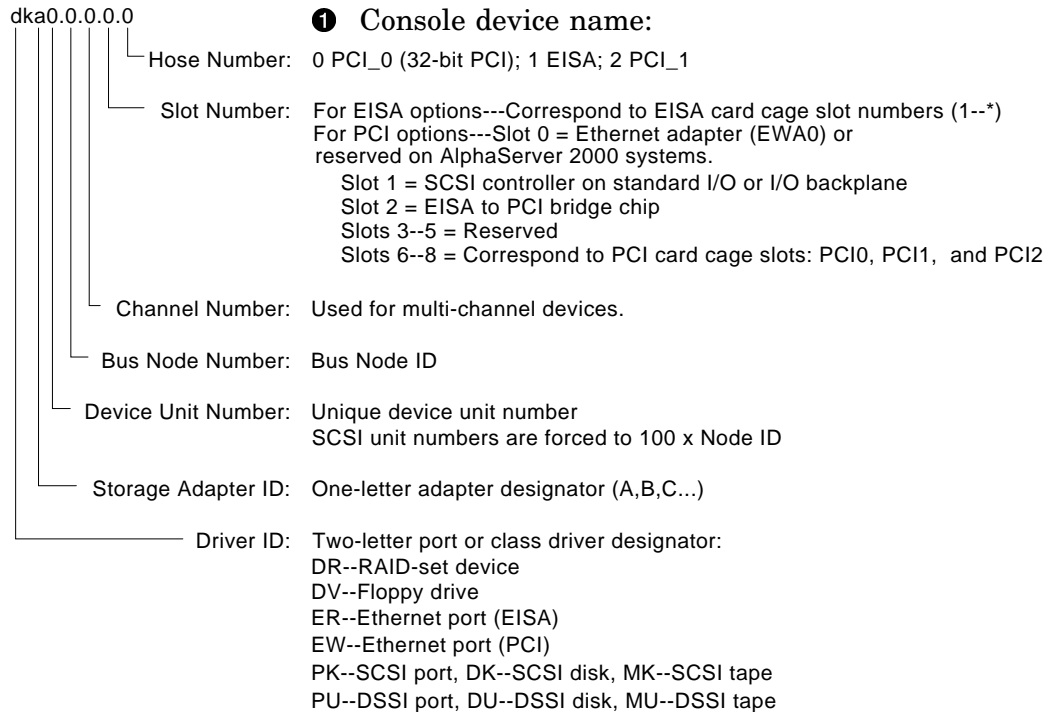 dka0.0.0.0.0
❶ Console device name:
Hose Number: 0 PCI_0 (32-bit PCI); 1 EISA; 2 PCI_1
Slot Number: For EISA options---Correspond to EISA card cage slot numbers (1--*)
For PCI options---Slot 0 = Ethernet adapter (EWA0) or
reserved on AlphaServer 2000 systems.
Slot 1 = SCSI controller on standard I/O or I/O backplane
Slot 2 = EISA to PCI bridge chip
Slots 3--5 = Reserved
Slots 6--8 = Correspond to PCI card cage slots: PCI0, PCI1, and PCI2
Channel Number: Used for multi-channel devices.
Bus Node Number: Bus Node ID
Device Unit Number: Unique device unit number
SCSI unit numbers are forced to 100 x Node ID
Storage Adapter ID: One-letter adapter designator (A,B,C...)
Driver ID: Two-letter port or class driver designator:
DR--RAID-set device
DV--Floppy drive
ER--Ethernet port (EISA)
EW--Ethernet port (PCI)
PK--SCSI port, DK--SCSI disk, MK--SCSI tape
PU--DSSI port, DU--DSSI disk, MU--DSSI tape